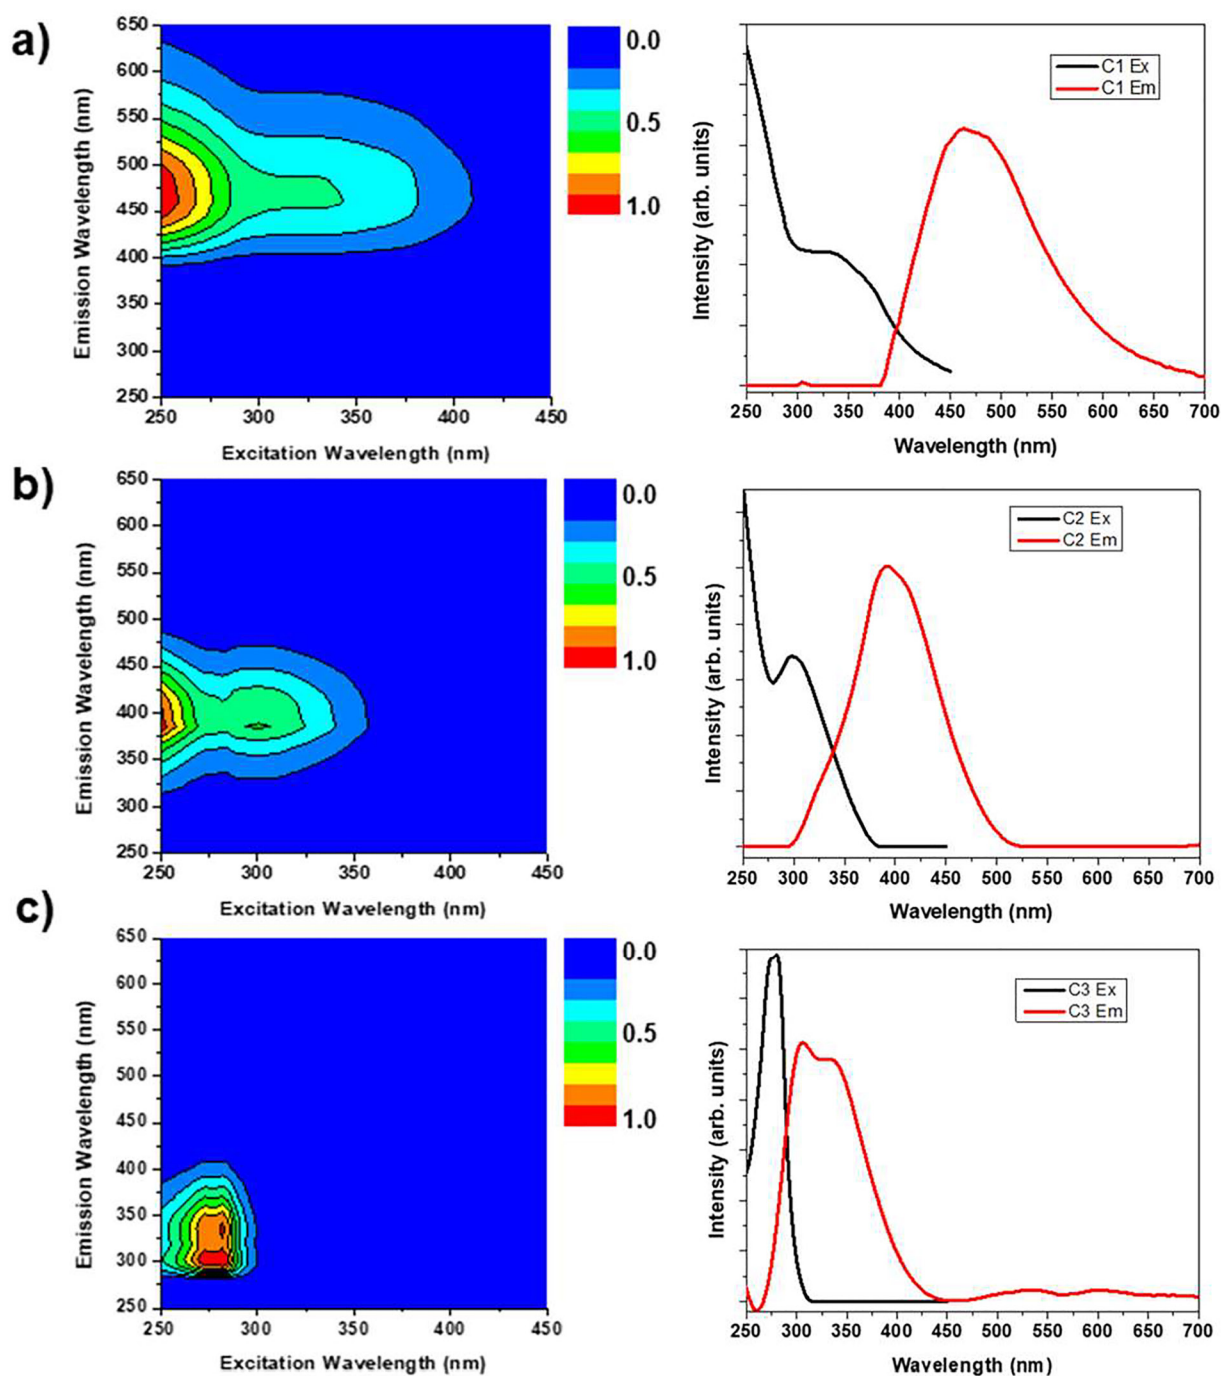 a)
650
600
550
500
450
400
350
300
250
Emission Wavelength (nm)
250 300 350 400 450
Excitation Wavelength (nm)
0.0
0.5
1.0
C1 Ex
C1 Em
Intensity (arb. units)
250 300 350 400 450 500 550 600 650 700
Wavelength (nm)
b)
650
600
550
500
450
400
350
300
250
Emission Wavelength (nm)
250 300 350 400 450
Excitation Wavelength (nm)
0.0
0.5
1.0
C2 Ex
C2 Em
Intensity (arb. units)
250 300 350 400 450 500 550 600 650 700
Wavelength (nm)
c)
650
600
550
500
450
400
350
300
250
Emission Wavelength (nm)
250 300 350 400 450
Excitation Wavelength (nm)
0.0
0.5
1.0
C3 Ex
C3 Em
Intensity (arb. units)
250 300 350 400 450 500 550 600 650 700
Wavelength (nm)